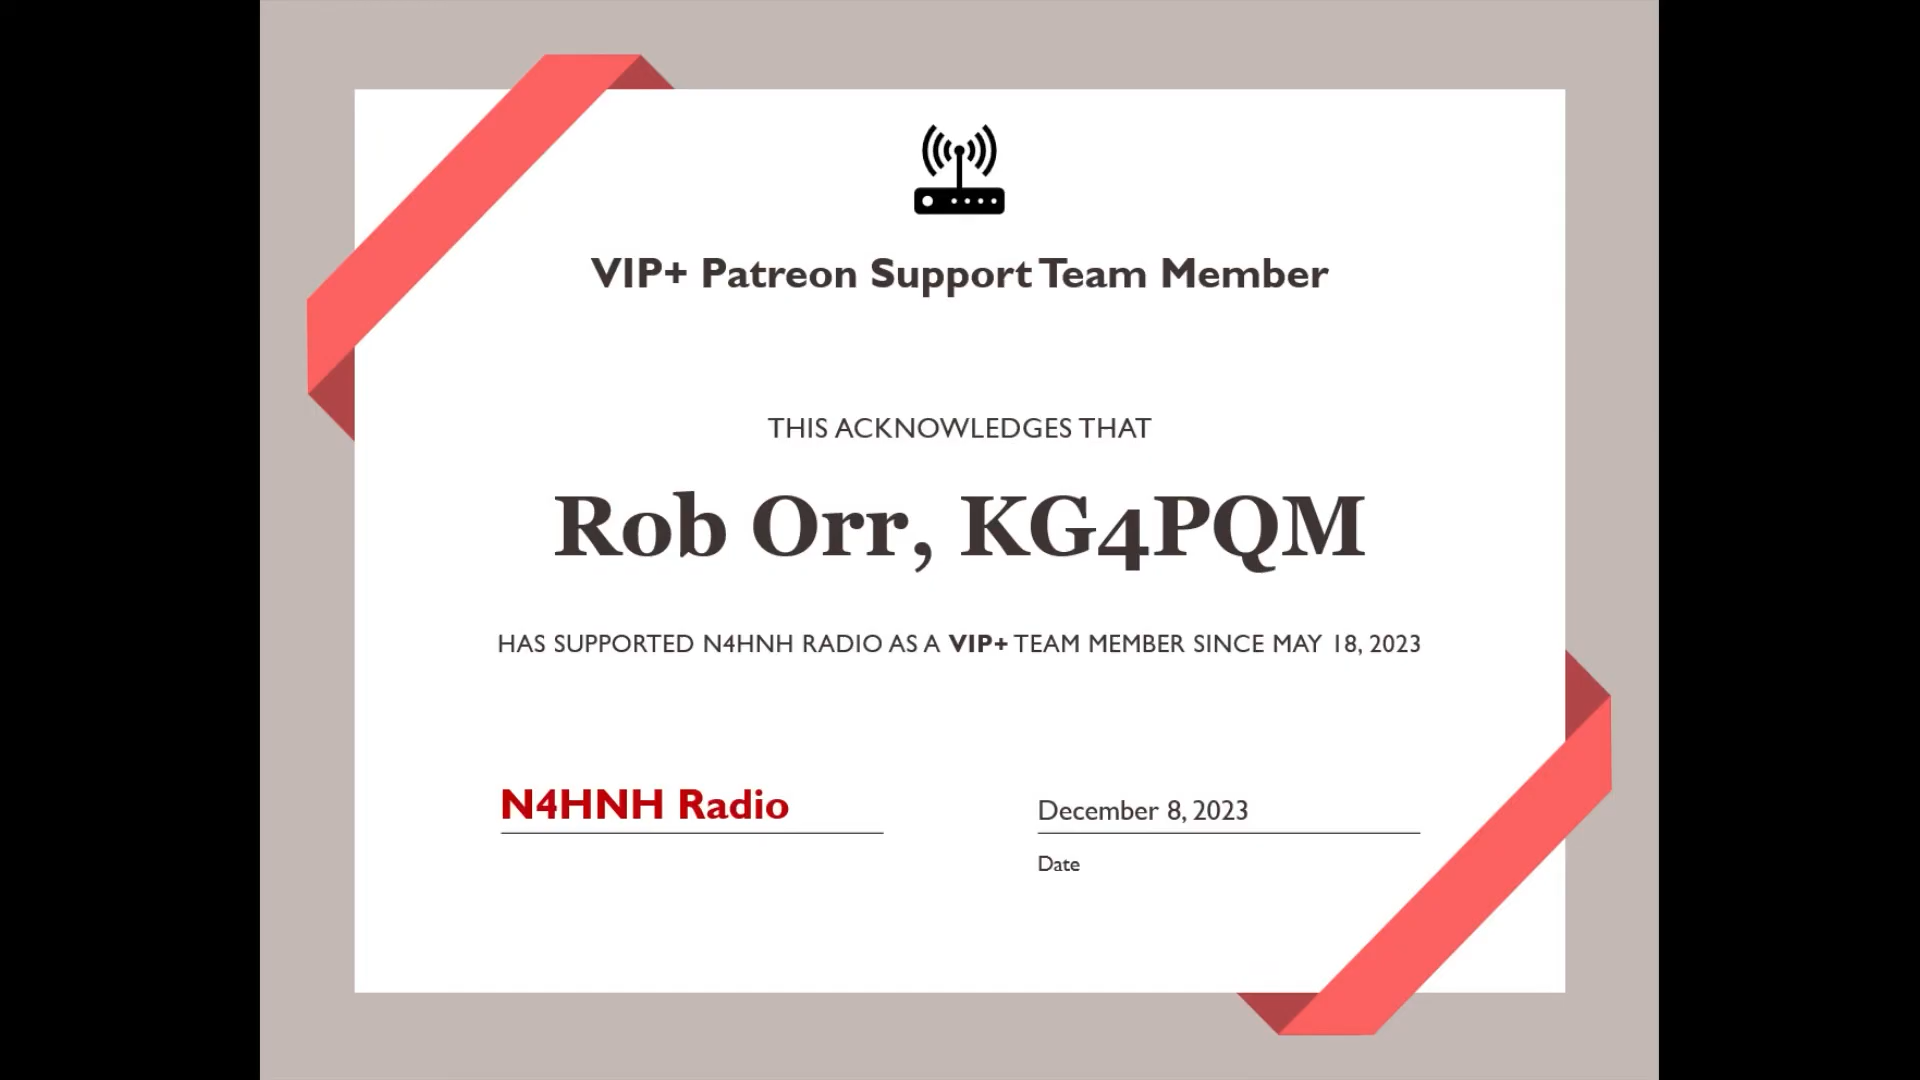 VIP+ Patreon Support Team Member
THIS ACKNOWLEDGES THAT
Rob Orr, KG4PQM
HAS SUPPORTED N4HNH RADIO AS A VIP+ TEAM MEMBER SINCE MAY 18, 2023
N4HNH Radio
December 8, 2023
Date